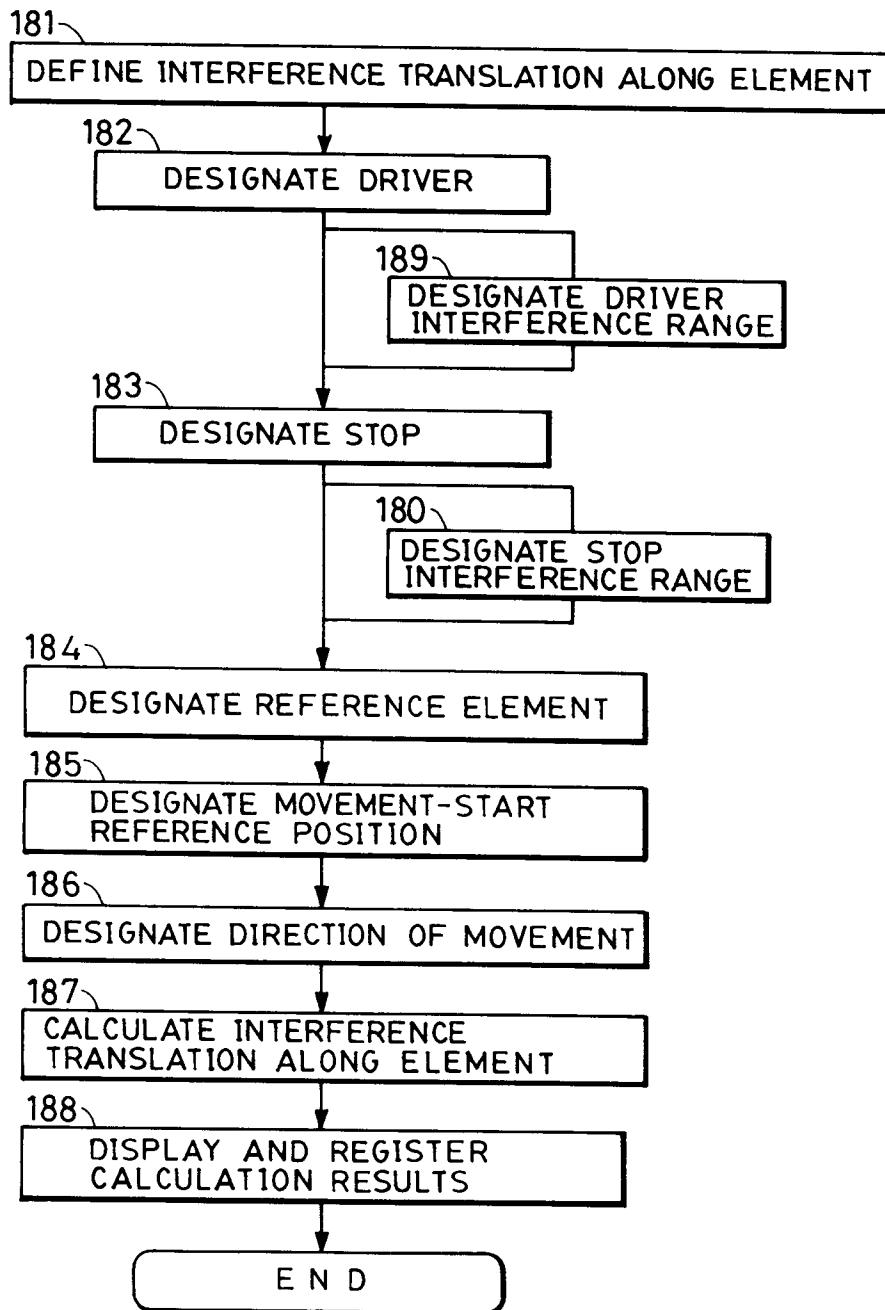 181
DEFINE INTERFERENCE TRANSLATION ALONG ELEMENT
182
DESIGNATE DRIVER
189
DESIGNATE DRIVER
INTERFERENCE RANGE
183
DESIGNATE STOP
180
DESIGNATE STOP
INTERFERENCE RANGE
184
DESIGNATE REFERENCE ELEMENT
185
DESIGNATE MOVEMENT-START
REFERENCE POSITION
186
DESIGNATE DIRECTION OF MOVEMENT
187
CALCULATE INTERFERENCE
TRANSLATION ALONG ELEMENT
188
DISPLAY AND REGISTER
CALCULATION RESULTS
END